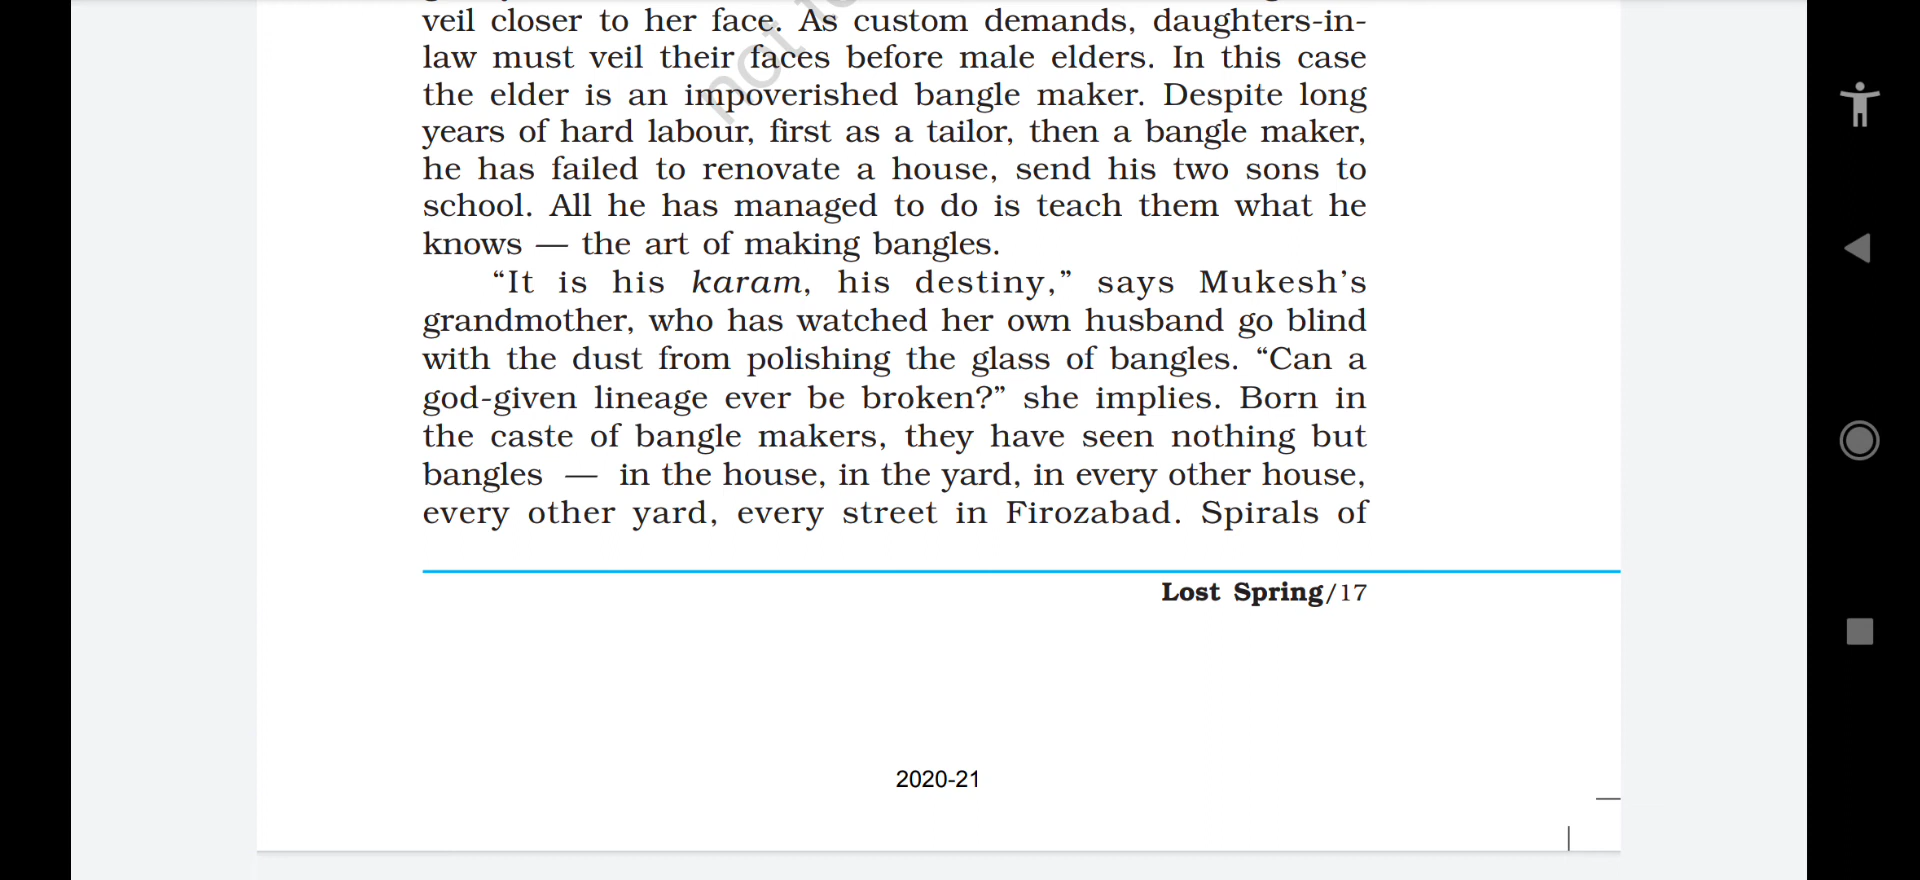 veil closer to her face. As custom demands, daughters-in-
law must veil their faces before male elders. In this case
the elder is an impoverished bangle maker. Despite long
years of hard labour, first as a tailor, then a bangle maker,
he has failed to renovate a house, send his two sons to
school. All he has managed to do is teach them what he
knows — the art of making bangles.
“It is his karam, his destiny,” says Mukesh’s
grandmother, who has watched her own husband go blind
with the dust from polishing the glass of bangles. “Can a
god-given lineage ever be broken?” she implies. Born in
the caste of bangle makers, they have seen nothing but
bangles — in the house, in the yard, in every other house,
every other yard, every street in Firozabad. Spirals of
Lost Spring/17
2020-21
not